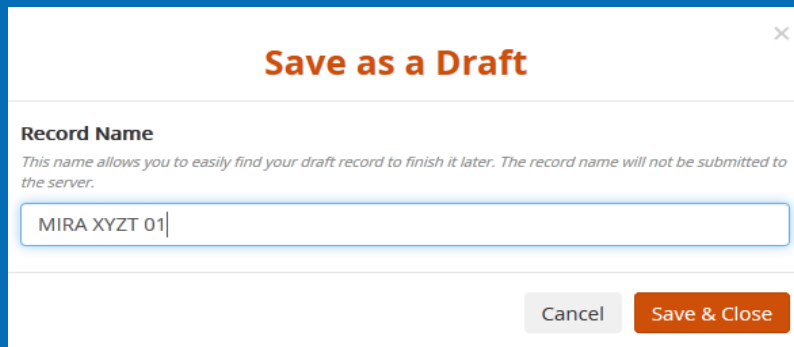 ×
Save as a Draft
Record Name
This name allows you to easily find your draft record to finish it later. The record name will not be submitted to
the server.
MIRA XYZT 01
Cancel Save & Close